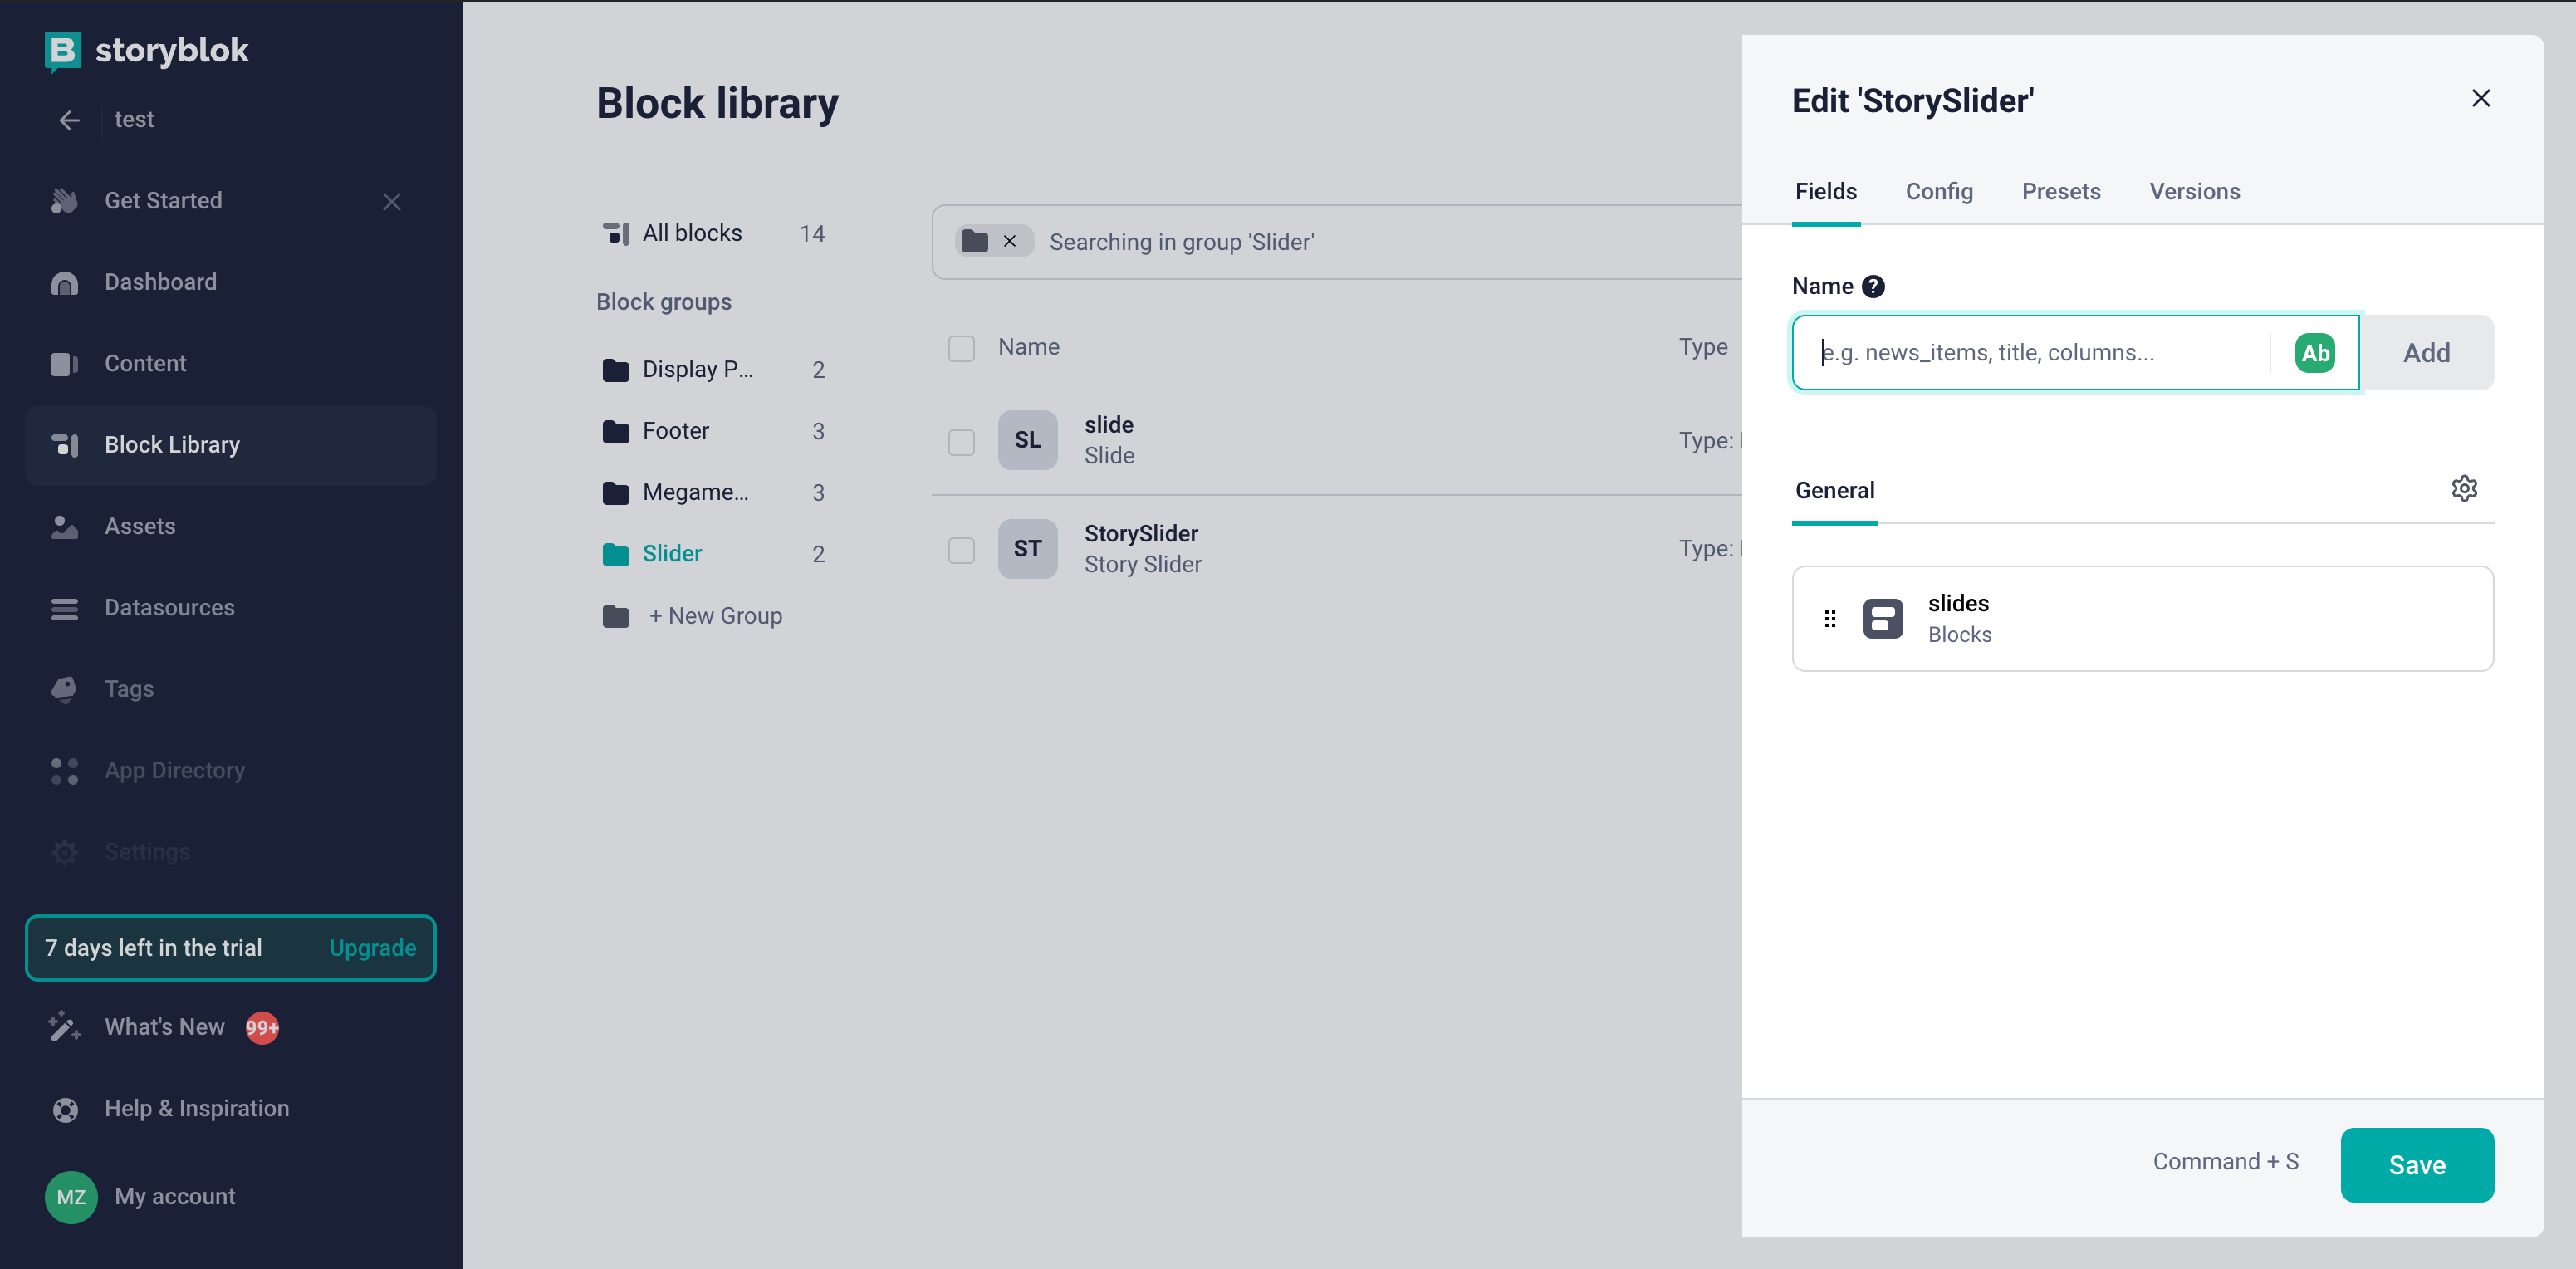 storyblok
test
Get Started
Dashboard
Content
Block Library
Assets
Datasources
Tags
App Directory
Settings
7 days left in the trial Upgrade
What's New 99+
Help & Inspiration
MZ My account
Block library
All blocks 14
Block groups
Display P... 2
Footer 3
Megame... 3
Slider 2
+ New Group
Searching in group 'Slider'
Name Type
SL slide Type:
Slide
ST StorySlider Type:
Story Slider
Edit 'StorySlider'
Fields Config Presets Versions
Name ?
e.g. news_items, title, columns... Ab Add
General
slides
Blocks
Command + S Save